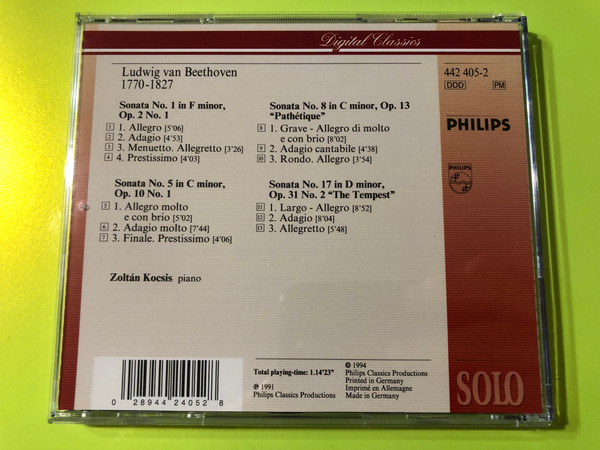 Digital Classics
Ludwig van Beethoven
1770-1827
Sonata No. 1 in F minor,
Op. 2 No. 1
1 1. Allegro [5'06]
2 2. Adagio [4'53]
3 3. Menuetto. Allegretto [3'26]
4 4. Prestissimo [4'03]
Sonata No. 5 in C minor,
Op. 10 No. 1
5 1. Allegro molto
e con brio [5'02]
6 2. Adagio molto [7'44]
7 3. Finale. Prestissimo [4'06]
Sonata No. 8 in C minor, Op. 13
“Pathétique”
8 1. Grave - Allegro di molto
e con brio [8'02]
9 2. Adagio cantabile [4'38]
10 3. Rondo. Allegro [3'54]
Sonata No. 17 in D minor,
Op. 31 No. 2 “The Tempest”
11 1. Largo - Allegro [8'52]
12 2. Adagio [8'04]
13 3. Allegretto [5'48]
Zoltán Kocsis piano
442 405-2
DDD PM
PHILIPS
PHILIPS
Total playing-time: 1.14'23"
℗ 1991
Philips Classics Productions
© 1994
Philips Classics Productions
Printed in Germany
Imprimé en Allemagne
Made in Germany
SOLO
0 28944 24052 8